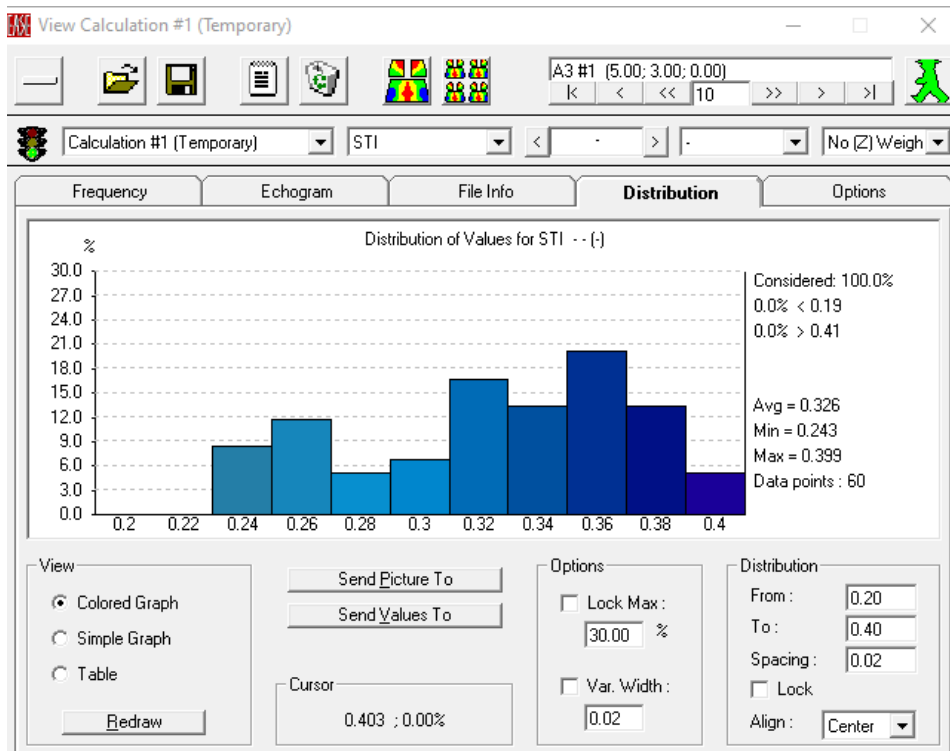 EASE View Calculation #1 (Temporary)
A3 #1 (5.00; 3.00; 0.00)
|< < << 10 >> > >|
Calculation #1 (Temporary) STI < - > - No (Z) Weigh
Frequency Echogram File Info Distribution Options
Distribution of Values for STI - - (-)
%
30.0
27.0
24.0
21.0
18.0
15.0
12.0
9.0
6.0
3.0
0.0
0.2 0.22 0.24 0.26 0.28 0.3 0.32 0.34 0.36 0.38 0.4
Considered: 100.0%
0.0% < 0.19
0.0% > 0.41
Avg = 0.326
Min = 0.243
Max = 0.399
Data points : 60
View
Colored Graph
Simple Graph
Table
Redraw
Send Picture To
Send Values To
Cursor
0.403 ; 0.00%
Options
Lock Max :
30.00 %
Var. Width :
0.02
Distribution
From : 0.20
To : 0.40
Spacing : 0.02
Lock
Align : Center